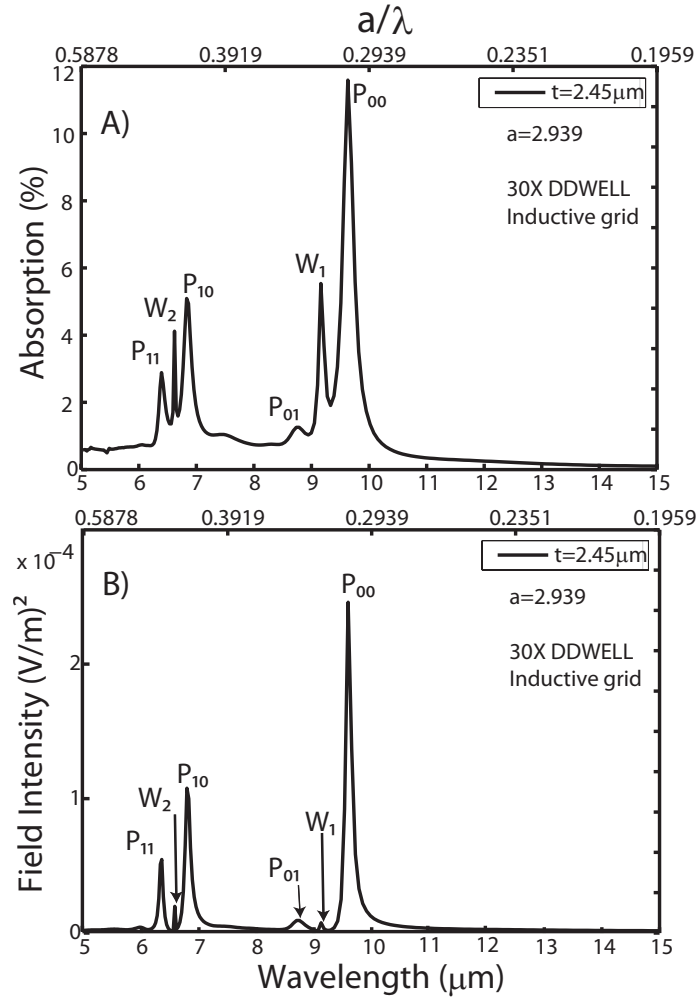 a/λ
0.5878 0.3919 0.2939 0.2351 0.1959
12
10
8
6
4
2
0
Absorption (%)
A)
P₀₀
t=2.45μm
a=2.939
30X DDWELL
Inductive grid
W₁
P₁₀
W₂
P₁₁
P₀₁
5 6 7 8 9 10 11 12 13 14 15
0.5878 0.3919 0.2939 0.2351 0.1959
x 10⁻⁴
2
1
0
Field Intensity (V/m)²
B)
P₀₀
t=2.45μm
a=2.939
30X DDWELL
Inductive grid
P₁₀
W₂
W₁
P₁₁
P₀₁
5 6 7 8 9 10 11 12 13 14 15
Wavelength (μm)